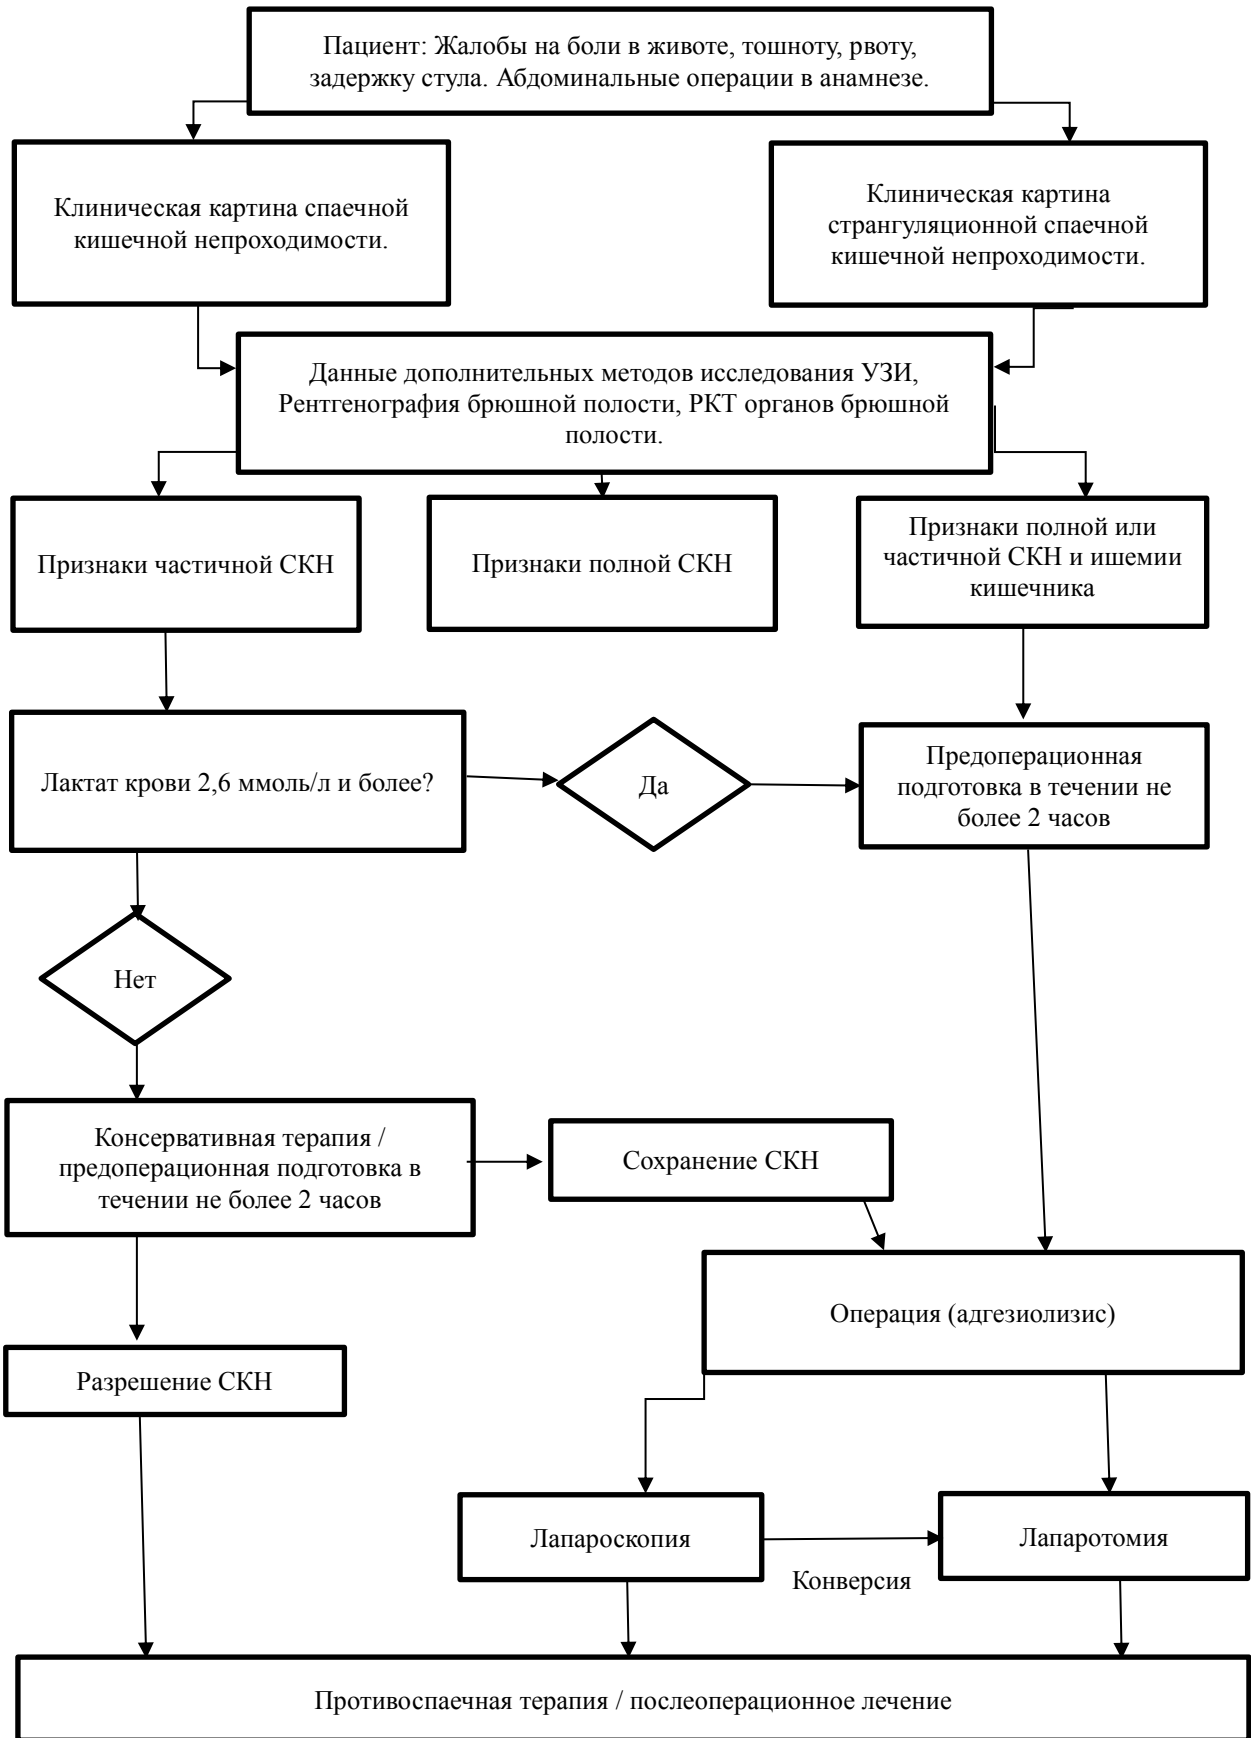 Пациент: Жалобы на боли в животе, тошноту, рвоту,
задержку стула. Абдоминальные операции в анамнезе.
Клиническая картина спаечной
кишечной непроходимости.
Клиническая картина
странгуляционной спаечной
кишечной непроходимости.
Данные дополнительных методов исследования УЗИ,
Рентгенография брюшной полости, РКТ органов брюшной
полости.
Признаки частичной СКН
Признаки полной СКН
Признаки полной или
частичной СКН и ишемии
кишечника
Лактат крови 2,6 ммоль/л и более?
Да
Предоперационная
подготовка в течении не
более 2 часов
Нет
Консервативная терапия /
предоперационная подготовка в
течении не более 2 часов
Сохранение СКН
Операция (адгезиолизис)
Разрешение СКН
Лапароскопия
Лапаротомия
Конверсия
Противоспаечная терапия / послеоперационное лечение